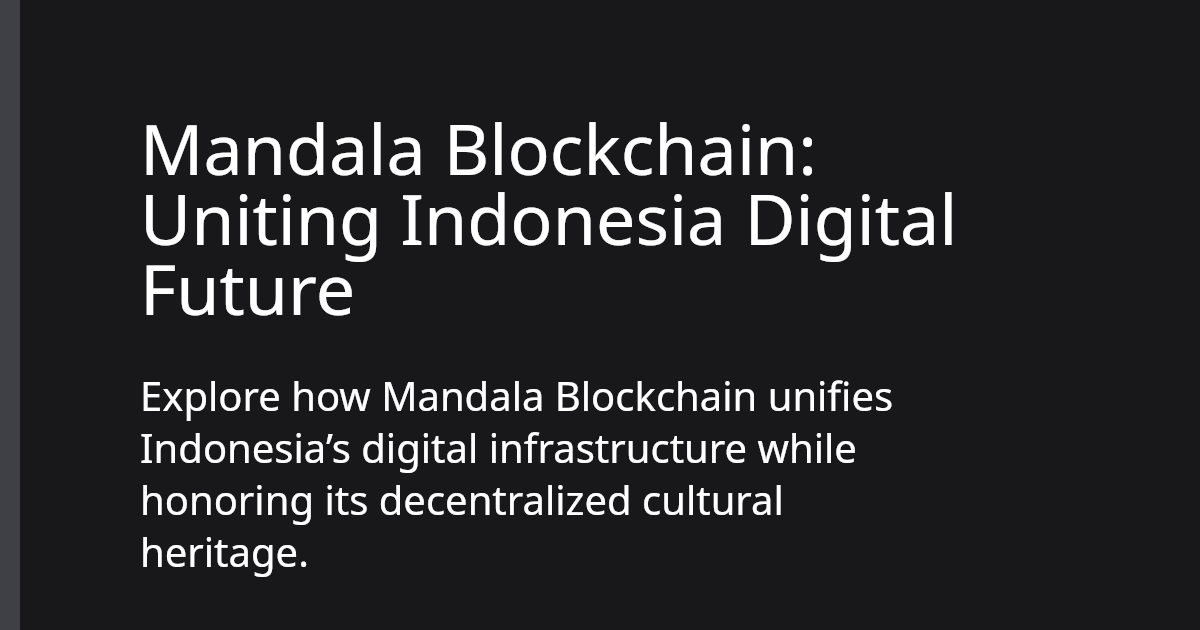 Mandala Blockchain:
Uniting Indonesia Digital
Future
Explore how Mandala Blockchain unifies
Indonesia’s digital infrastructure while
honoring its decentralized cultural
heritage.